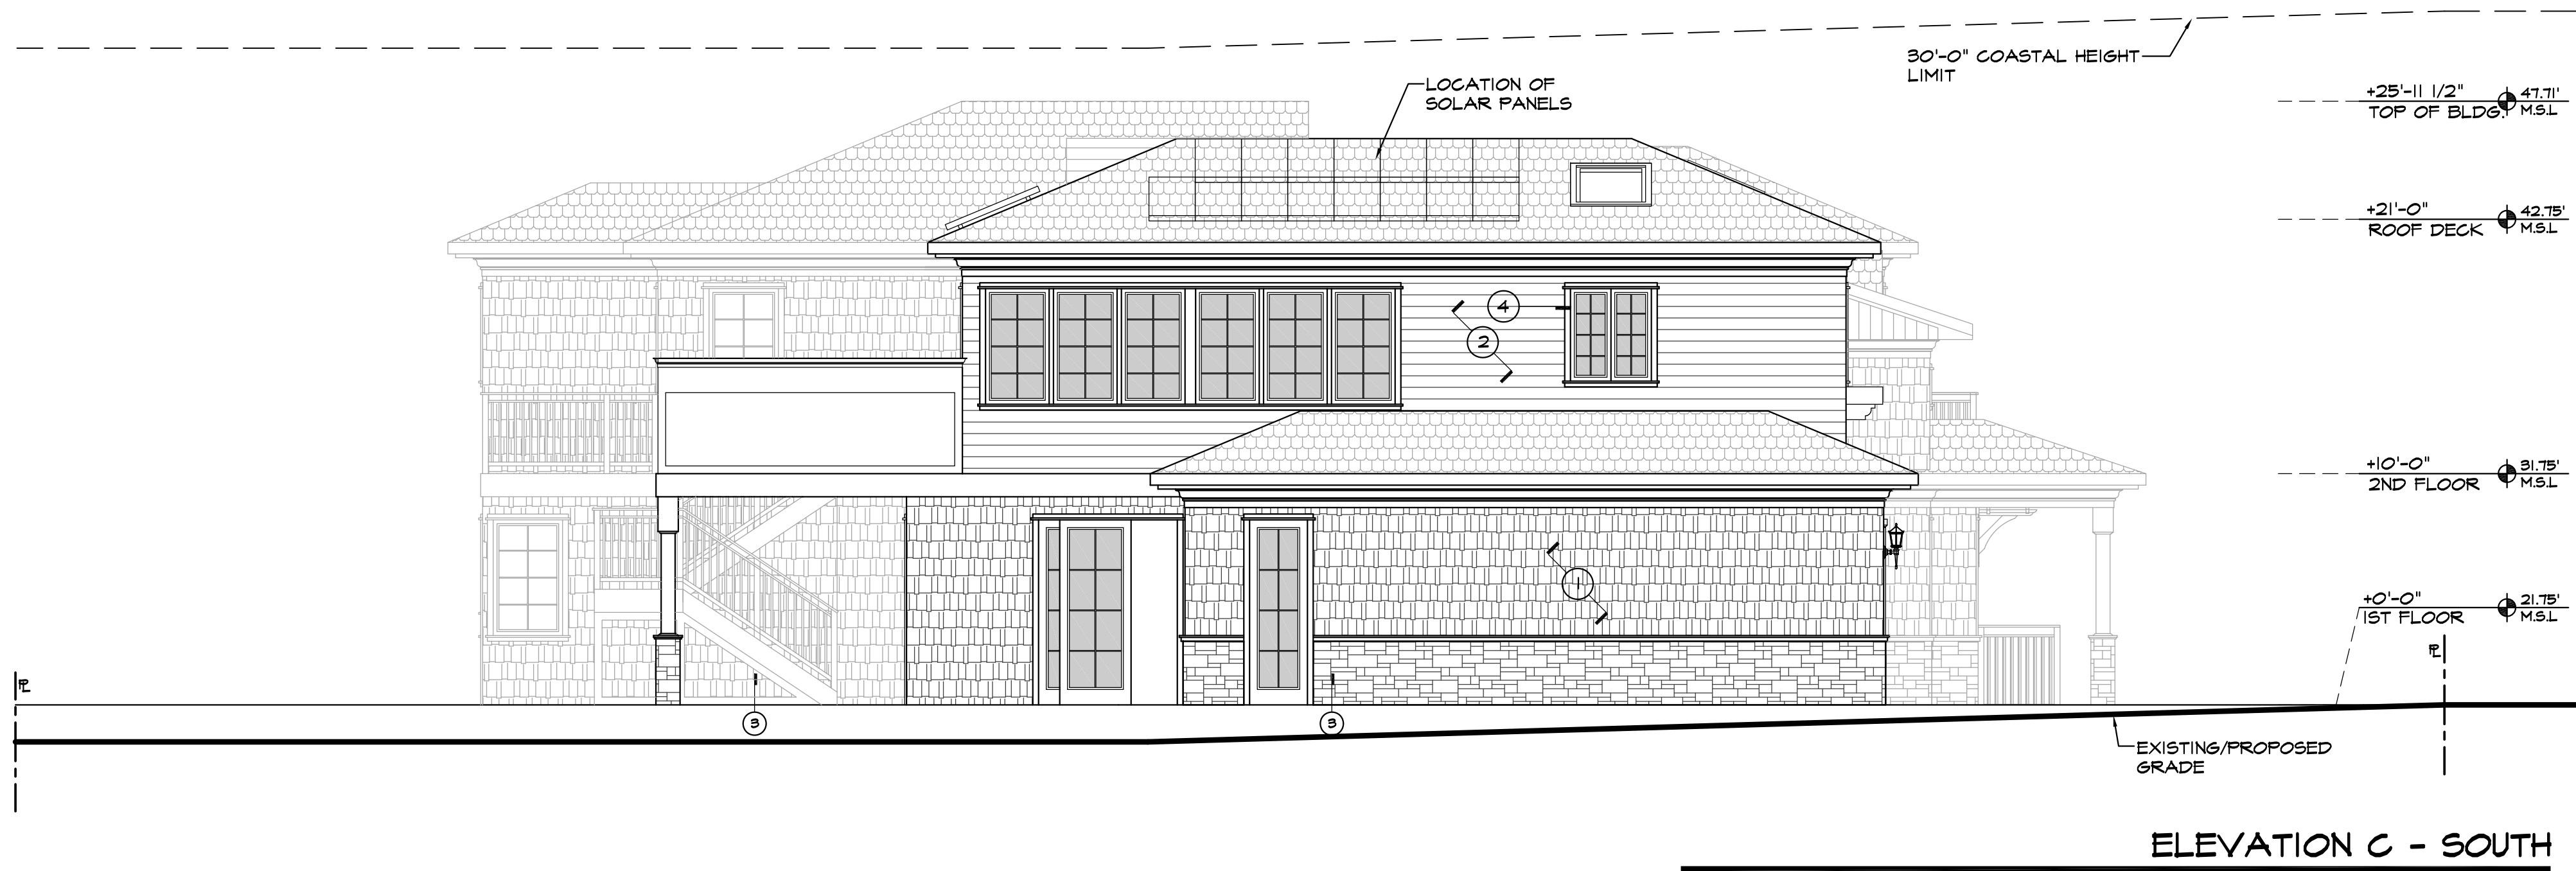 30'-0" COASTAL HEIGHT
LIMIT
LOCATION OF
SOLAR PANELS
+25'-11 1/2"
TOP OF BLDG.
47.71'
M.S.L
+21'-0"
ROOF DECK
42.75'
M.S.L
4
2
+10'-0"
2ND FLOOR
31.75'
M.S.L
1
+0'-0"
1ST FLOOR
21.75'
M.S.L
PL
PL
3
3
EXISTING/PROPOSED
GRADE
ELEVATION C - SOUTH